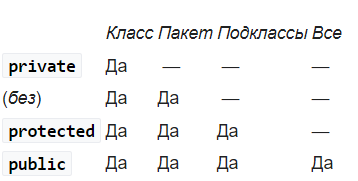 Класс Пакет Подклассы Все
private Да — — —
(без) Да Да — —
protected Да Да Да —
public Да Да Да Да